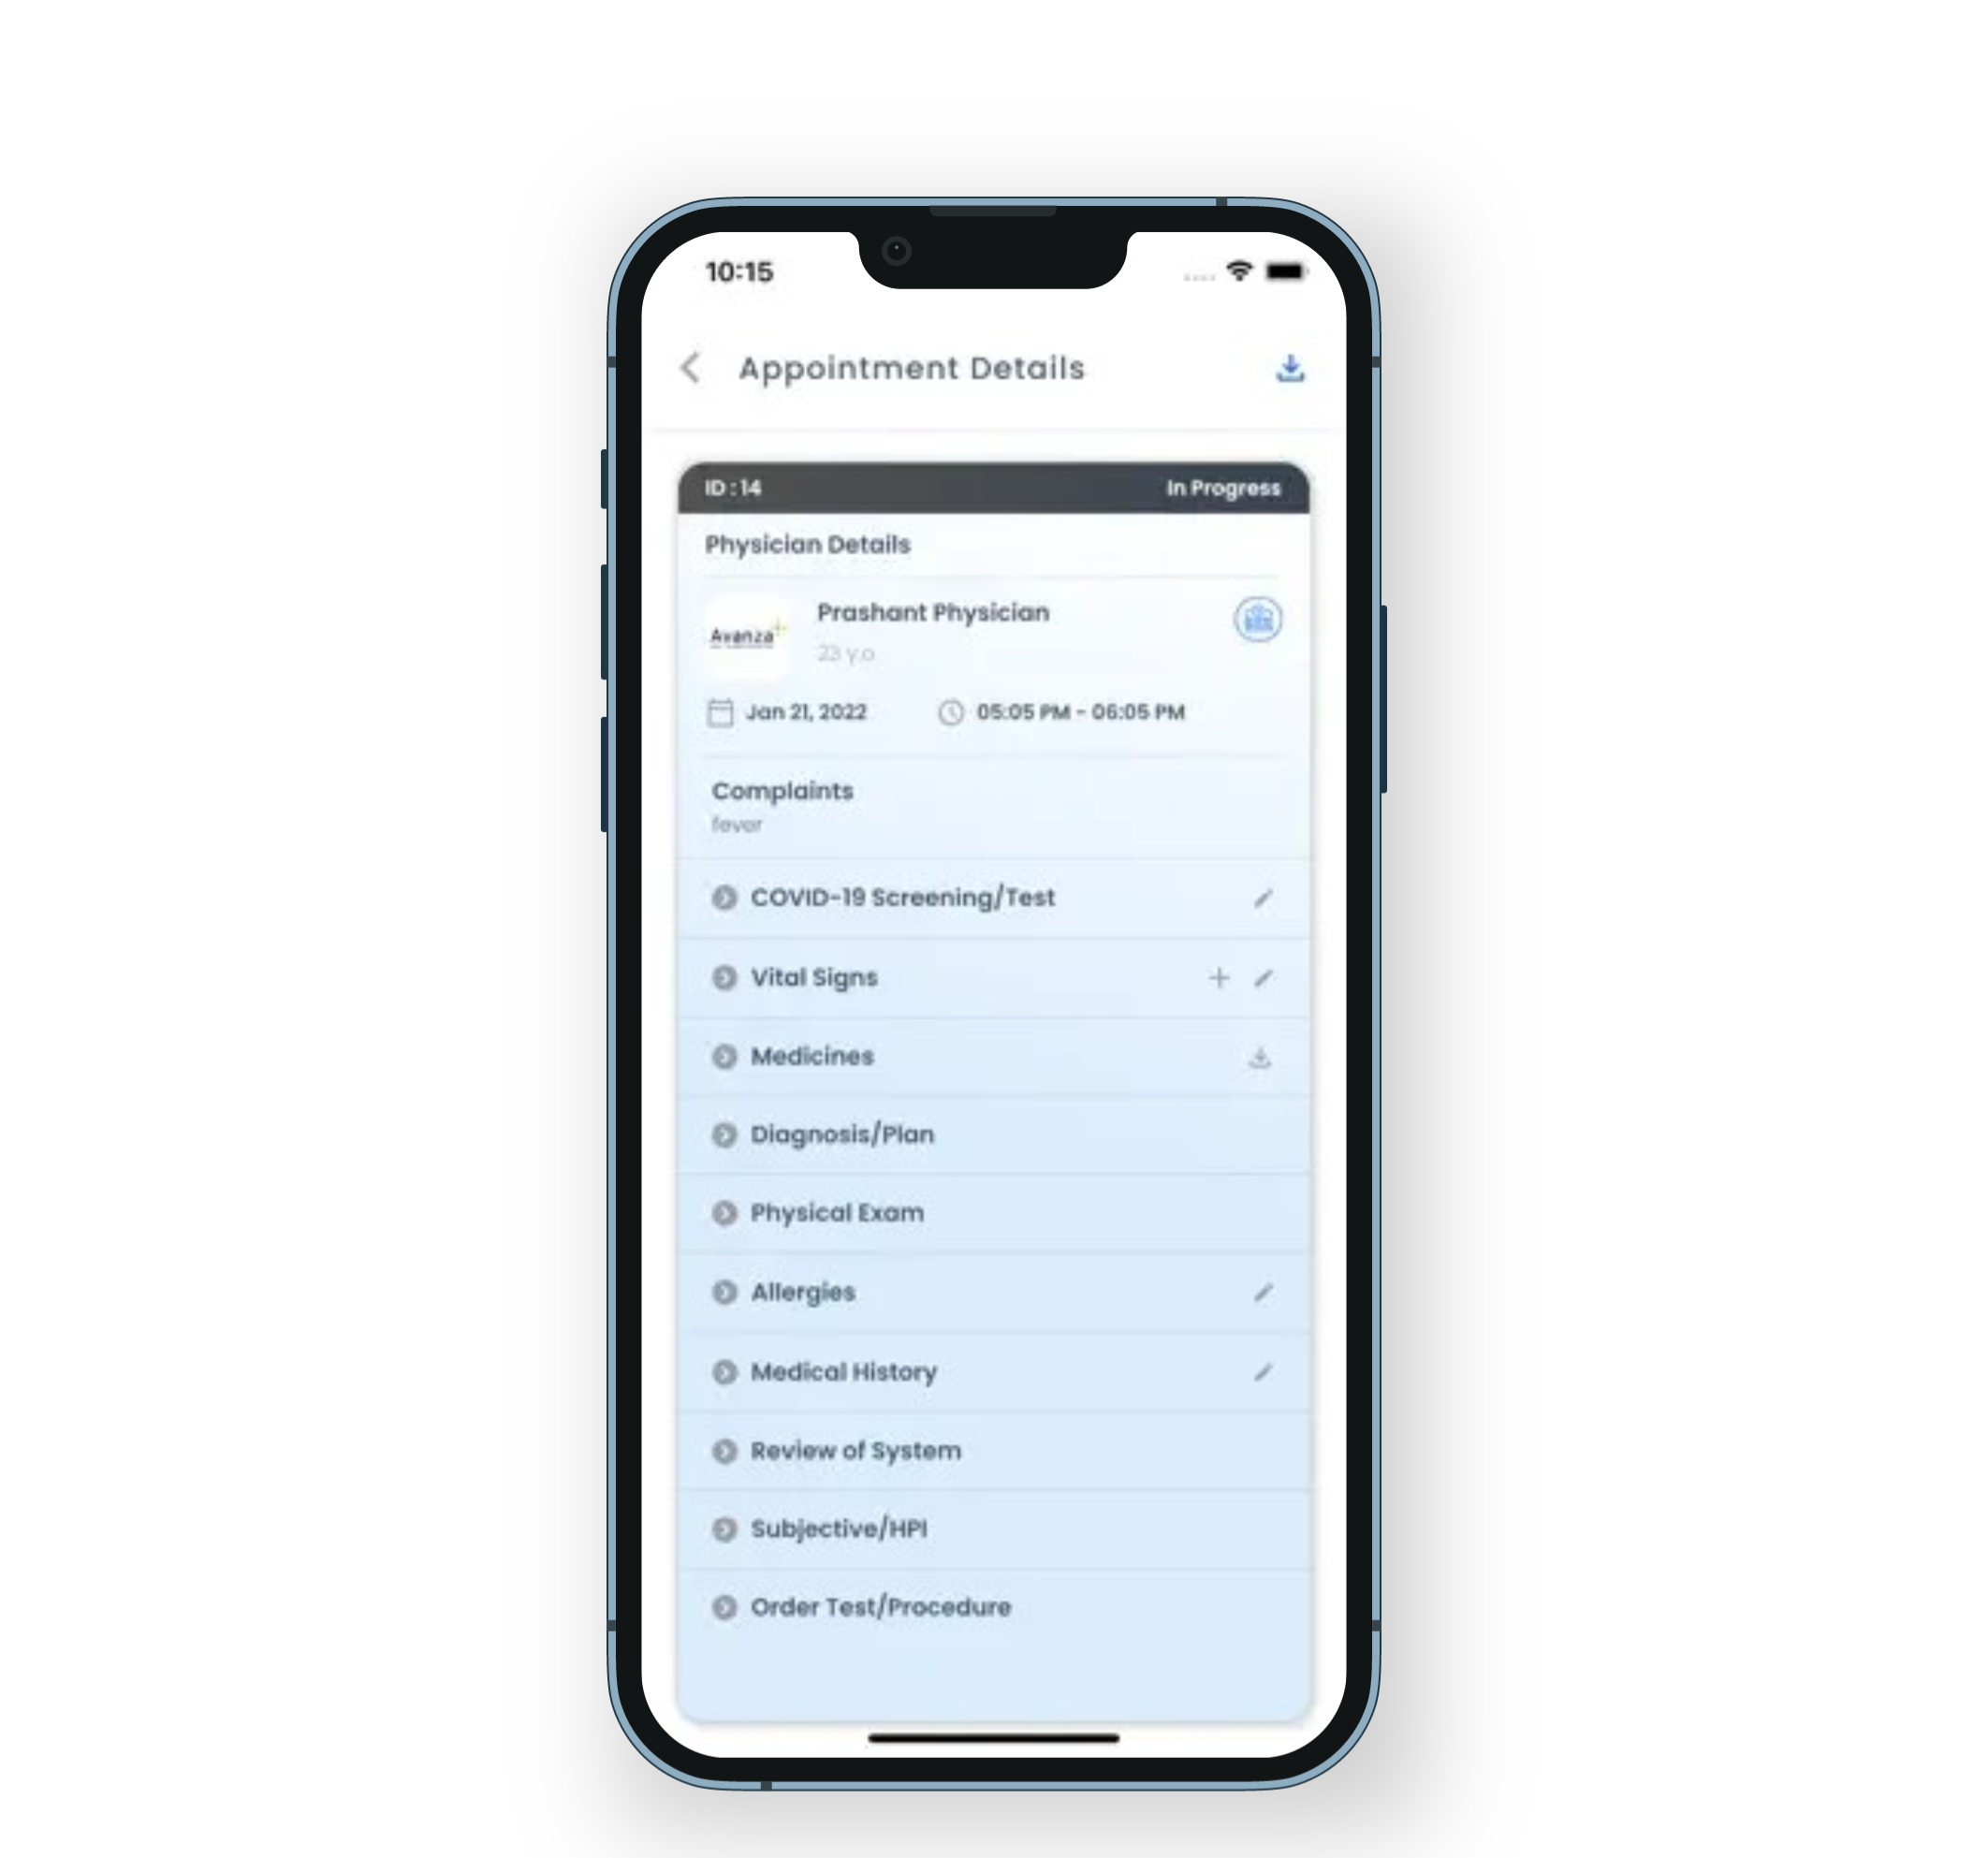 10:15
Appointment Details
ID : 14
In Progress
Physician Details
Avanza
Prashant Physician
23 y.o
Jan 21, 2022
05:05 PM - 06:05 PM
Complaints
fever
COVID-19 Screening/Test
Vital Signs
Medicines
Diagnosis/Plan
Physical Exam
Allergies
Medical History
Review of System
Subjective/HPI
Order Test/Procedure